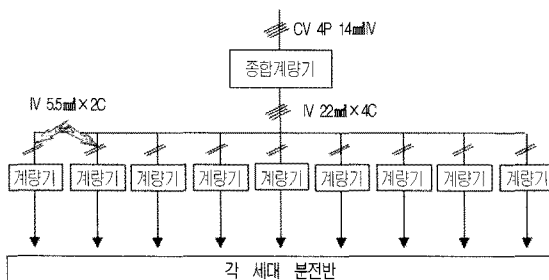 CV 4P 14㎟IV
종합계량기
IV 5.5㎟×2C
IV 22㎟×4C
계량기 계량기 계량기 계량기 계량기 계량기 계량기 계량기 계량기
각 세대 분전반